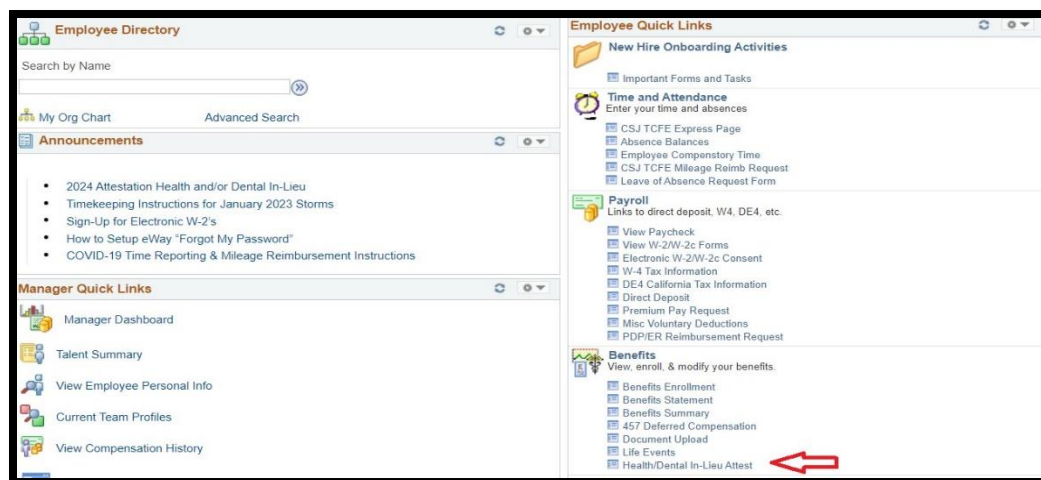 Employee Directory
Search by Name
My Org Chart
Advanced Search
Announcements
2024 Attestation Health and/or Dental In-Lieu
Timekeeping Instructions for January 2023 Storms
Sign-Up for Electronic W-2's
How to Setup eWay "Forgot My Password"
COVID-19 Time Reporting & Mileage Reimbursement Instructions
Manager Quick Links
Manager Dashboard
Talent Summary
View Employee Personal Info
Current Team Profiles
View Compensation History
Employee Quick Links
New Hire Onboarding Activities
Important Forms and Tasks
Time and Attendance
Enter your time and absences
CSJ TCFE Express Page
Absence Balances
Employee Compenstory Time
CSJ TCFE Mileage Reimb Request
Leave of Absence Request Form
Payroll
Links to direct deposit, W4, DE4, etc.
View Paycheck
View W-2/W-2c Forms
Electronic W-2/W-2c Consent
W-4 Tax Information
DE4 California Tax Information
Direct Deposit
Premium Pay Request
Misc Voluntary Deductions
PDP/ER Reimbursement Request
Benefits
View, enroll, & modify your benefits.
Benefits Enrollment
Benefits Statement
Benefits Summary
457 Deferred Compensation
Document Upload
Life Events
Health/Dental In-Lieu Attest